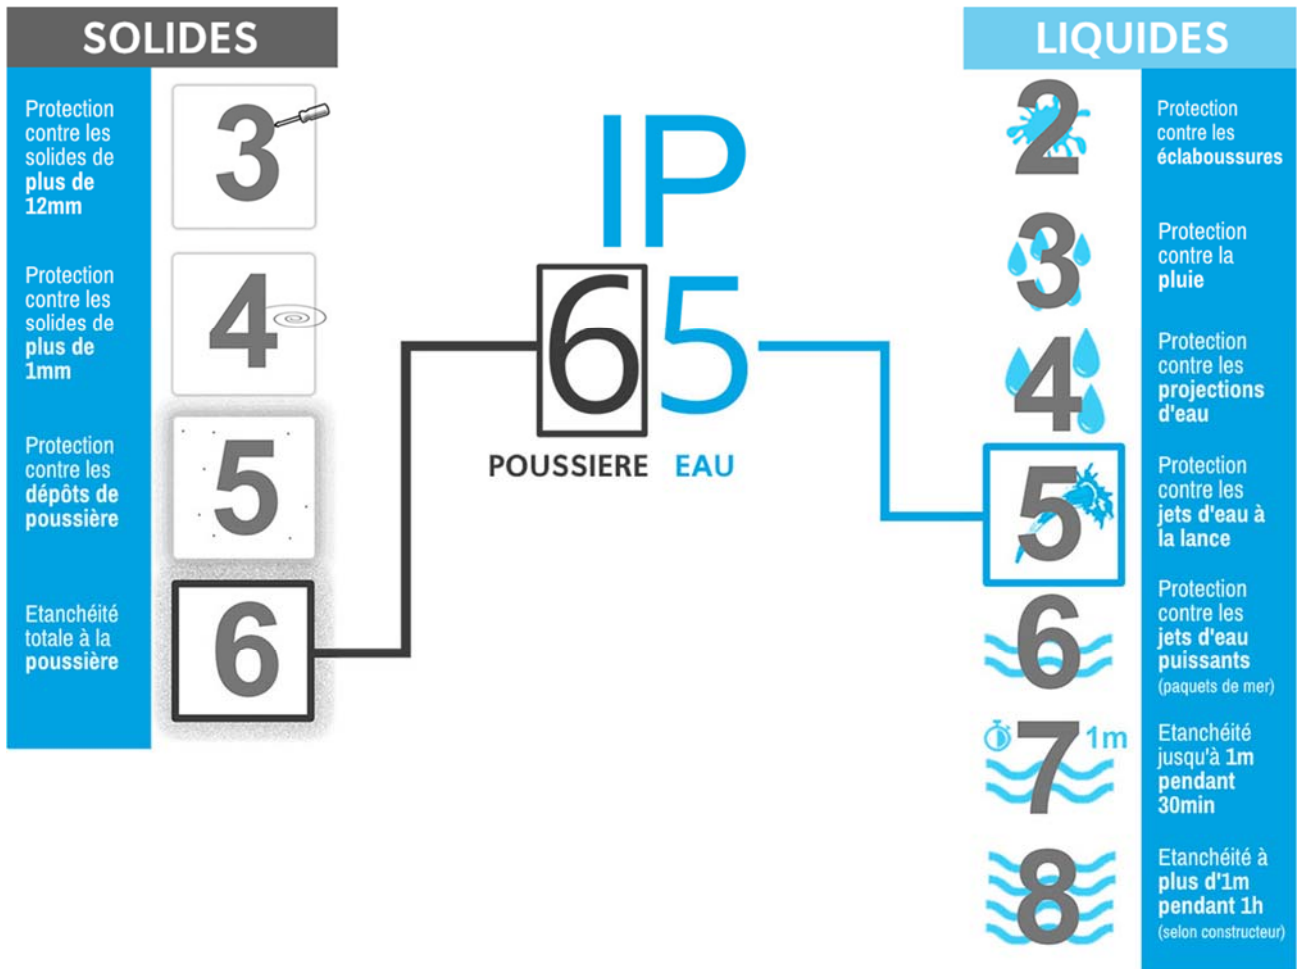 SOLIDES
Protection
contre les
solides de
plus de
12mm
3
Protection
contre les
solides de
plus de
1mm
4
Protection
contre les
dépôts de
poussière
5
Etanchéité
totale à la
poussière
6
IP
65
POUSSIERE EAU
LIQUIDES
2
Protection
contre les
éclaboussures
3
Protection
contre la
pluie
4
Protection
contre les
projections
d'eau
5
Protection
contre les
jets d'eau à
la lance
6
Protection
contre les
jets d'eau
puissants
(paquets de mer)
7 1m
Etanchéité
jusqu'à 1m
pendant
30min
8
Etanchéité à
plus d'1m
pendant 1h
(selon constructeur)